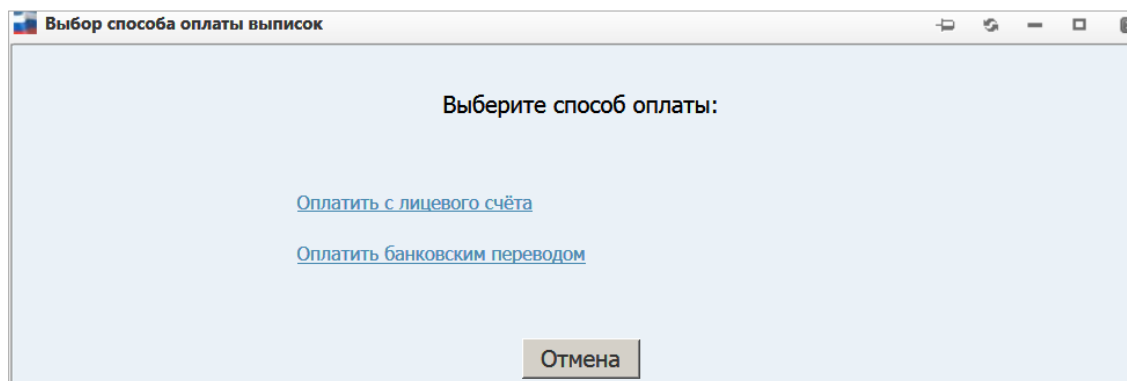 Выбор способа оплаты выписок
Выберите способ оплаты:
Оплатить с лицевого счёта
Оплатить банковским переводом
Отмена